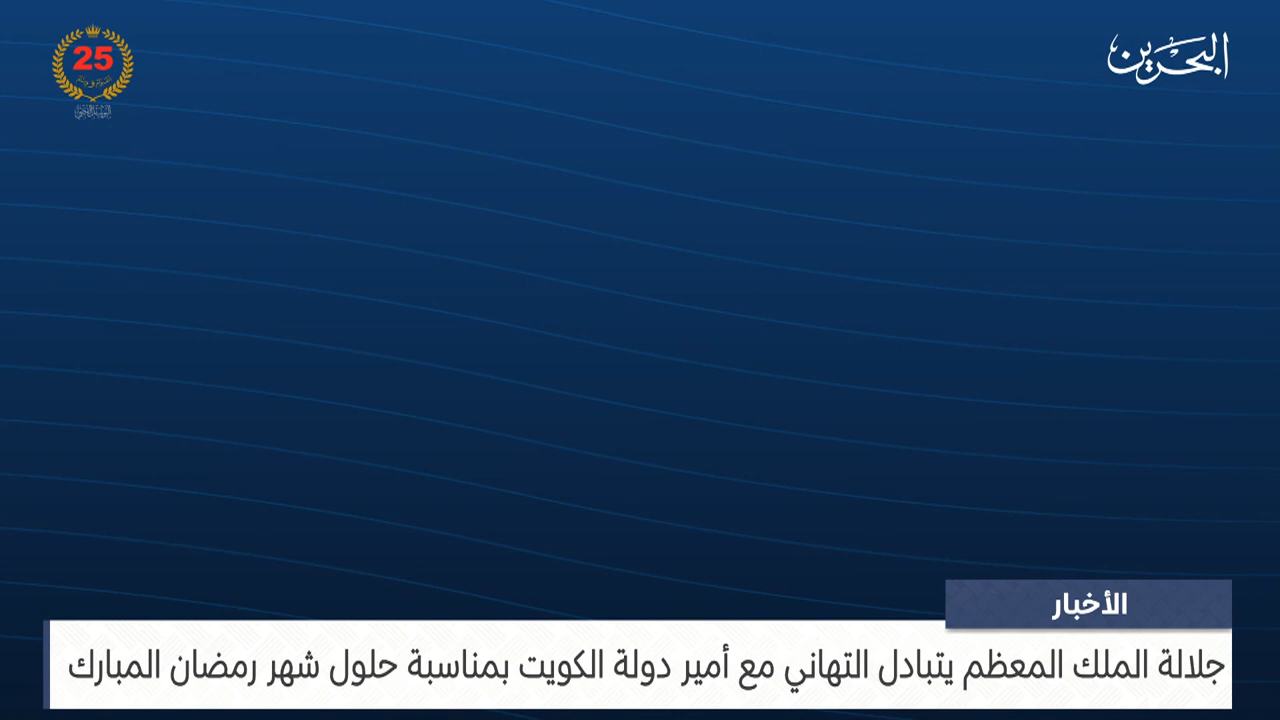 البحرين
25
الأخبار
جلالة الملك المعظم يتبادل التهاني مع أمير دولة الكويت بمناسبة حلول شهر رمضان المبارك